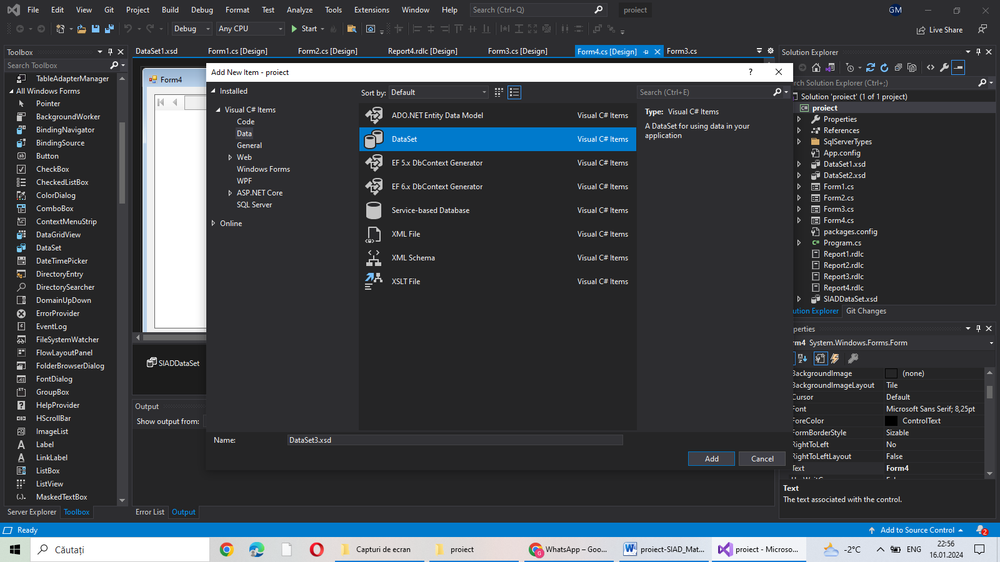 File Edit View Git Project Build Debug Format Test Analyze Tools Extensions Window Help Search (Ctrl+Q) proiect GM
Debug Any CPU Start Live Share
Toolbox
Search Toolbox
TableAdapterManager
All Windows Forms
Pointer
BackgroundWorker
BindingNavigator
BindingSource
Button
CheckBox
CheckedListBox
ColorDialog
ComboBox
ContextMenuStrip
DataGridView
DataSet
DateTimePicker
DirectoryEntry
DirectorySearcher
DomainUpDown
ErrorProvider
EventLog
FileSystemWatcher
FlowLayoutPanel
FolderBrowserDialog
FontDialog
GroupBox
HelpProvider
HScrollBar
ImageList
Label
LinkLabel
ListBox
ListView
MaskedTextBox
Server Explorer Toolbox
DataSet1.xsd Form1.cs [Design] Form2.cs [Design] Report4.rdlc [Design] Form3.cs [Design] Form4.cs [Design] Form3.cs
Form4
SIADDataSet
Output
Show output from:
Error List Output
Add New Item - proiect
Installed
Visual C# Items
Code
Data
General
Web
Windows Forms
WPF
ASP.NET Core
SQL Server
Online
Sort by: Default
ADO.NET Entity Data Model Visual C# Items
DataSet Visual C# Items
EF 5.x DbContext Generator Visual C# Items
EF 6.x DbContext Generator Visual C# Items
Service-based Database Visual C# Items
XML File Visual C# Items
XML Schema Visual C# Items
XSLT File Visual C# Items
Search (Ctrl+E)
Type: Visual C# Items
A DataSet for using data in your
application
Name: DataSet3.xsd
Add Cancel
Solution Explorer
rch Solution Explorer (Ctrl+;)
Solution 'proiect' (1 of 1 project)
proiect
Properties
References
SqlServerTypes
App.config
DataSet1.xsd
DataSet2.xsd
Form1.cs
Form2.cs
Form3.cs
Form4.cs
packages.config
Program.cs
Report1.rdlc
Report2.rdlc
Report3.rdlc
Report4.rdlc
SIADDataSet.xsd
ution Explorer Git Changes
perties
rm4 System.Windows.Forms.Form
BackgroundImage (none)
BackgroundImageLayout Tile
Cursor Default
Font Microsoft Sans Serif; 8,25pt
ForeColor ControlText
FormBorderStyle Sizable
RightToLeft No
RightToLeftLayout False
Text Form4
Text
The text associated with the control.
Ready Add to Source Control 2
Căutați Capturi de ecran proiect WhatsApp – Goo... proiect-SIAD_Mat... proiect - Microso... -2°C ENG 22:56
16.01.2024